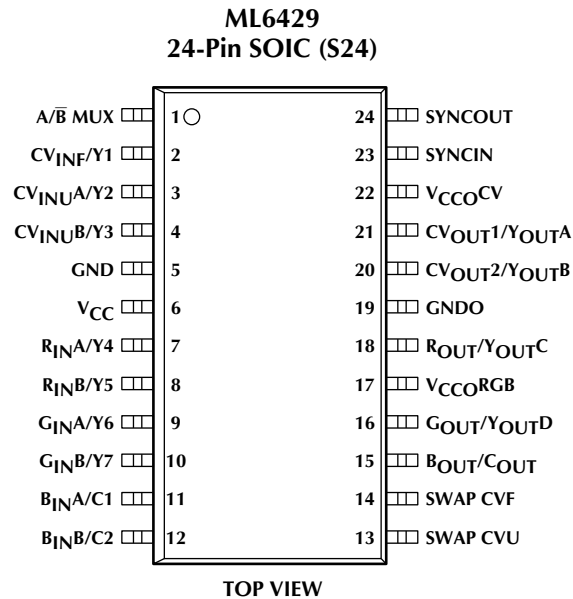 ML6429
24-Pin SOIC (S24)
A/B̅ MUX 1 24 SYNCOUT
CVINF/Y1 2 23 SYNCIN
CVINUA/Y2 3 22 VCCOCV
CVINUB/Y3 4 21 CVOUT1/YOUTA
GND 5 20 CVOUT2/YOUTB
VCC 6 19 GNDO
RINA/Y4 7 18 ROUT/YOUTC
RINB/Y5 8 17 VCCORGB
GINA/Y6 9 16 GOUT/YOUTD
GINB/Y7 10 15 BOUT/COUT
BINA/C1 11 14 SWAP CVF
BINB/C2 12 13 SWAP CVU
TOP VIEW